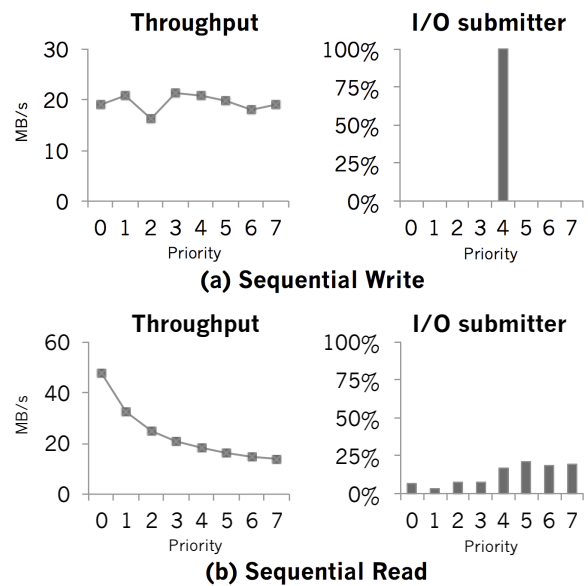 Throughput
I/O submitter
30
20
10
0
MB/s
0 1 2 3 4 5 6 7
Priority
100%
75%
50%
25%
0%
0 1 2 3 4 5 6 7
Priority
(a) Sequential Write
Throughput
I/O submitter
60
40
20
0
MB/s
0 1 2 3 4 5 6 7
Priority
100%
75%
50%
25%
0%
0 1 2 3 4 5 6 7
Priority
(b) Sequential Read